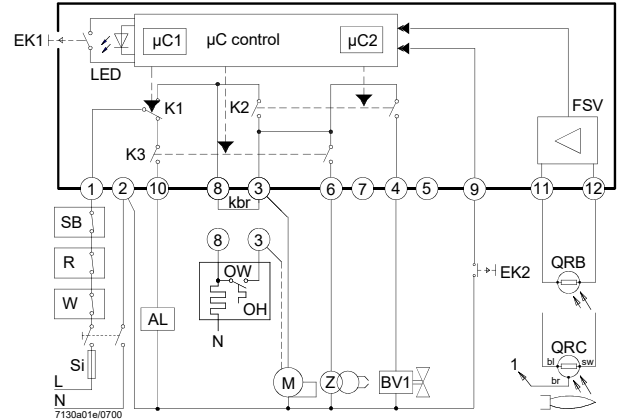 EK1
LED
µC1
µC control
µC2
K1
K2
K3
FSV
1 2 10 8 3 6 7 4 5 9 11 12
kbr
SB
R
W
Si
L
N
7130a01e/0700
AL
8 3
OW
OH
N
M
Z
BV1
EK2
QRB
QRC
1
bl
sw
br